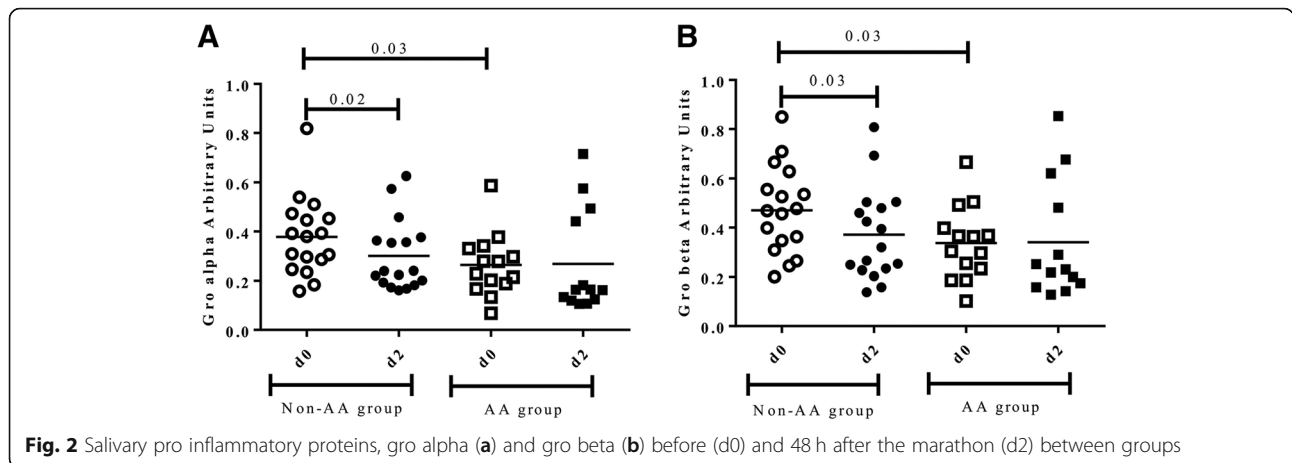 A
0.03
0.02
Gro alpha Arbitrary Units
1.0
0.8
0.6
0.4
0.2
0.0
d0
d2
d0
d2
Non-AA group
AA group
B
0.03
0.03
Gro beta Arbitrary Units
1.0
0.8
0.6
0.4
0.2
0.0
d0
d2
d0
d2
Non-AA group
AA group
Fig. 2 Salivary pro inflammatory proteins, gro alpha (a) and gro beta (b) before (d0) and 48 h after the marathon (d2) between groups